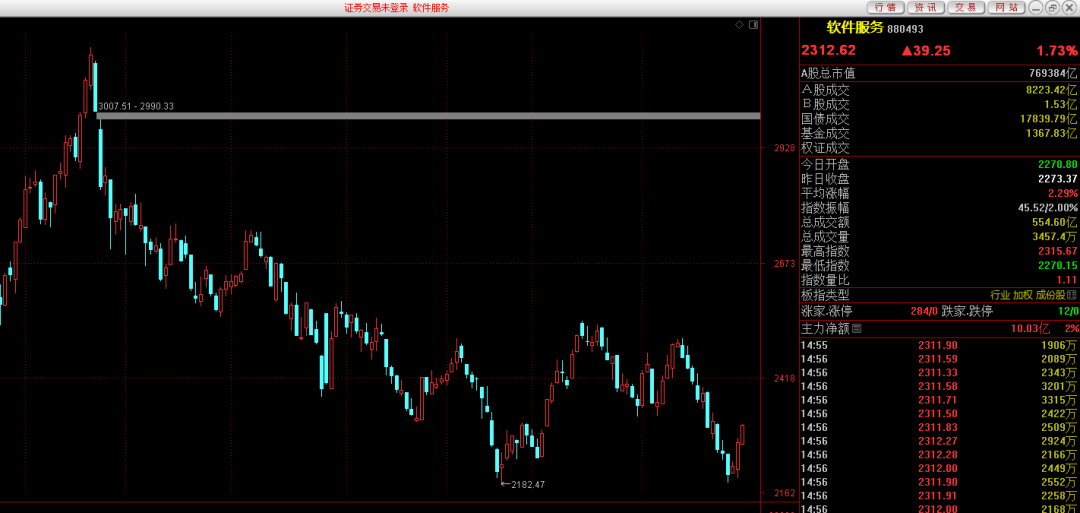 证券交易未登录 软件服务
行情 资讯 交易 网站
软件服务 880493
2312.62 ▲39.25 1.73%
A股总市值 769384亿
A股成交 8223.42亿
B股成交 1.53亿
国债成交 17839.79亿
基金成交 1367.83亿
权证成交
今日开盘 2270.80
昨日收盘 2273.37
平均涨幅 2.29%
指数振幅 45.52/2.00%
总成交额 554.60亿
总成交量 3457.4万
最高指数 2315.67
最低指数 2270.15
指数量比 1.11
板指类型 行业 加权 成份股
涨家.涨停 284/0 跌家.跌停 12/0
主力净额 10.03亿 2%
14:55 2311.90 1906万
14:56 2311.59 2089万
14:56 2311.33 2343万
14:56 2311.58 3201万
14:56 2311.71 3315万
14:56 2311.50 2422万
14:56 2311.83 2509万
14:56 2312.27 2924万
14:56 2312.28 2166万
14:56 2312.00 2449万
14:56 2311.90 2552万
14:56 2311.91 2258万
14:56 2312.00 2168万
3007.51 - 2990.33
2928
2673
2418
2162
←2182.47